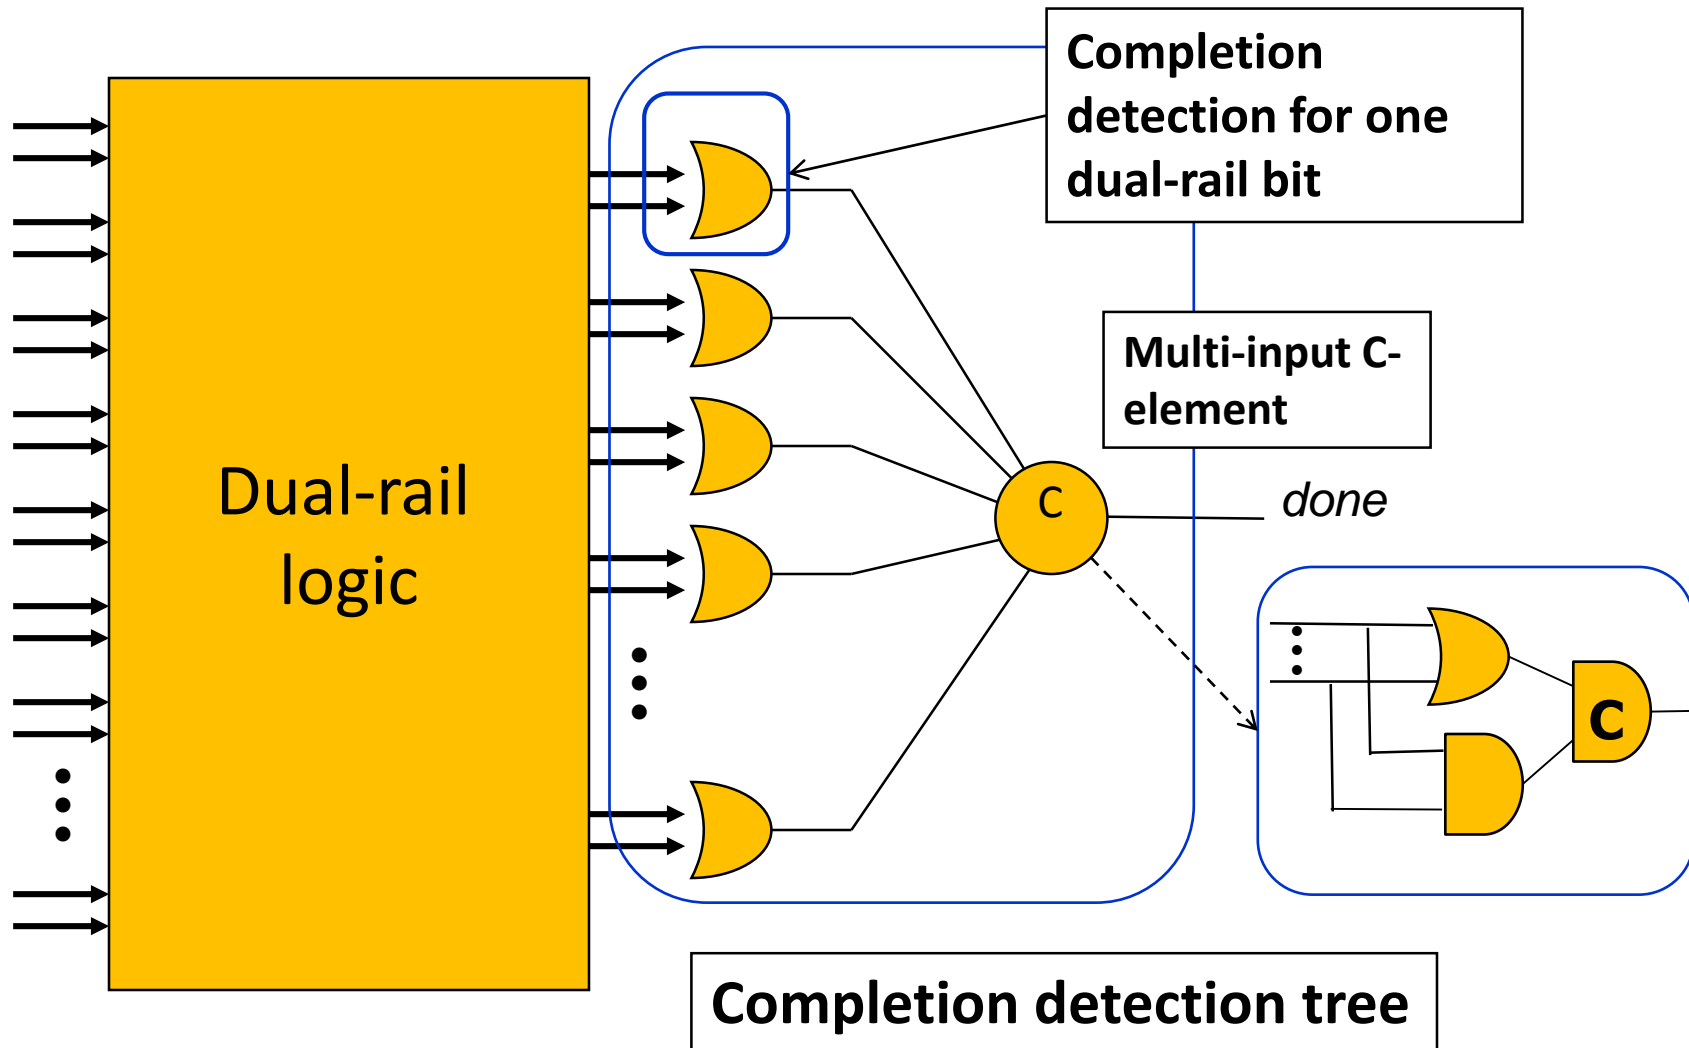 Completion
detection for one
dual-rail bit
Multi-input C-
element
Dual-rail
logic
C
done
C
Completion detection tree